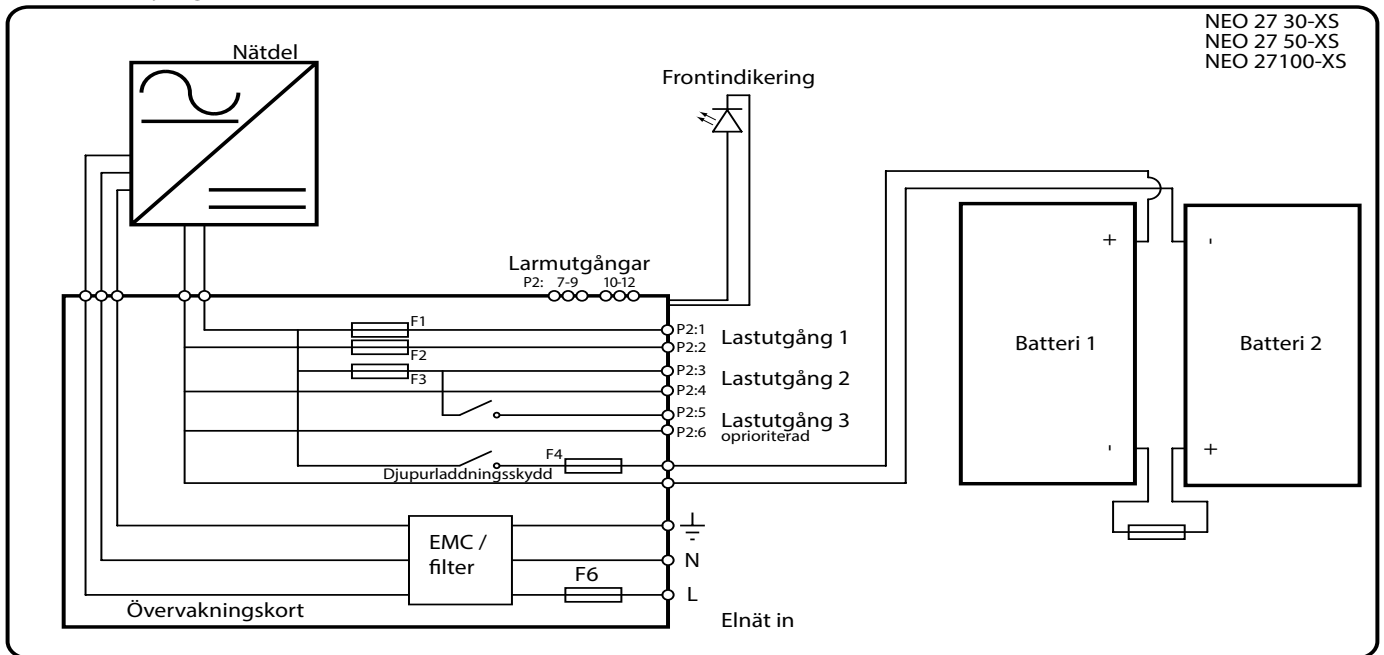 NEO 27 30-XS
NEO 27 50-XS
NEO 27100-XS
Nätdel
Frontindikering
Larmutgångar
P2: 7-9 10-12
F1
P2:1
Lastutgång 1
F2
P2:2
F3
P2:3
Lastutgång 2
P2:4
P2:5
Lastutgång 3
oprioriterad
P2:6
F4
Djupurladdningsskydd
+
-
Batteri 1
Batteri 2
-
+
EMC /
filter
N
F6
L
Övervakningskort
Elnät in